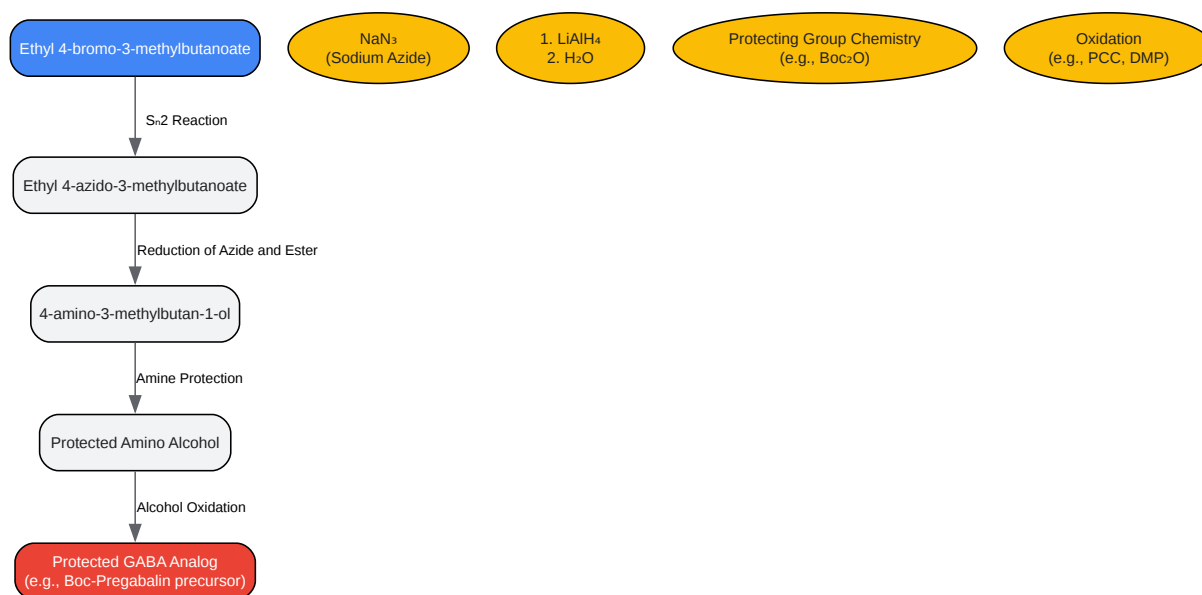 Ethyl 4-bromo-3-methylbutanoate
NaN₃
(Sodium Azide)
1. LiAlH₄
2. H₂O
Protecting Group Chemistry
(e.g., Boc₂O)
Oxidation
(e.g., PCC, DMP)
Sₙ2 Reaction
Ethyl 4-azido-3-methylbutanoate
Reduction of Azide and Ester
4-amino-3-methylbutan-1-ol
Amine Protection
Protected Amino Alcohol
Alcohol Oxidation
Protected GABA Analog
(e.g., Boc-Pregabalin precursor)